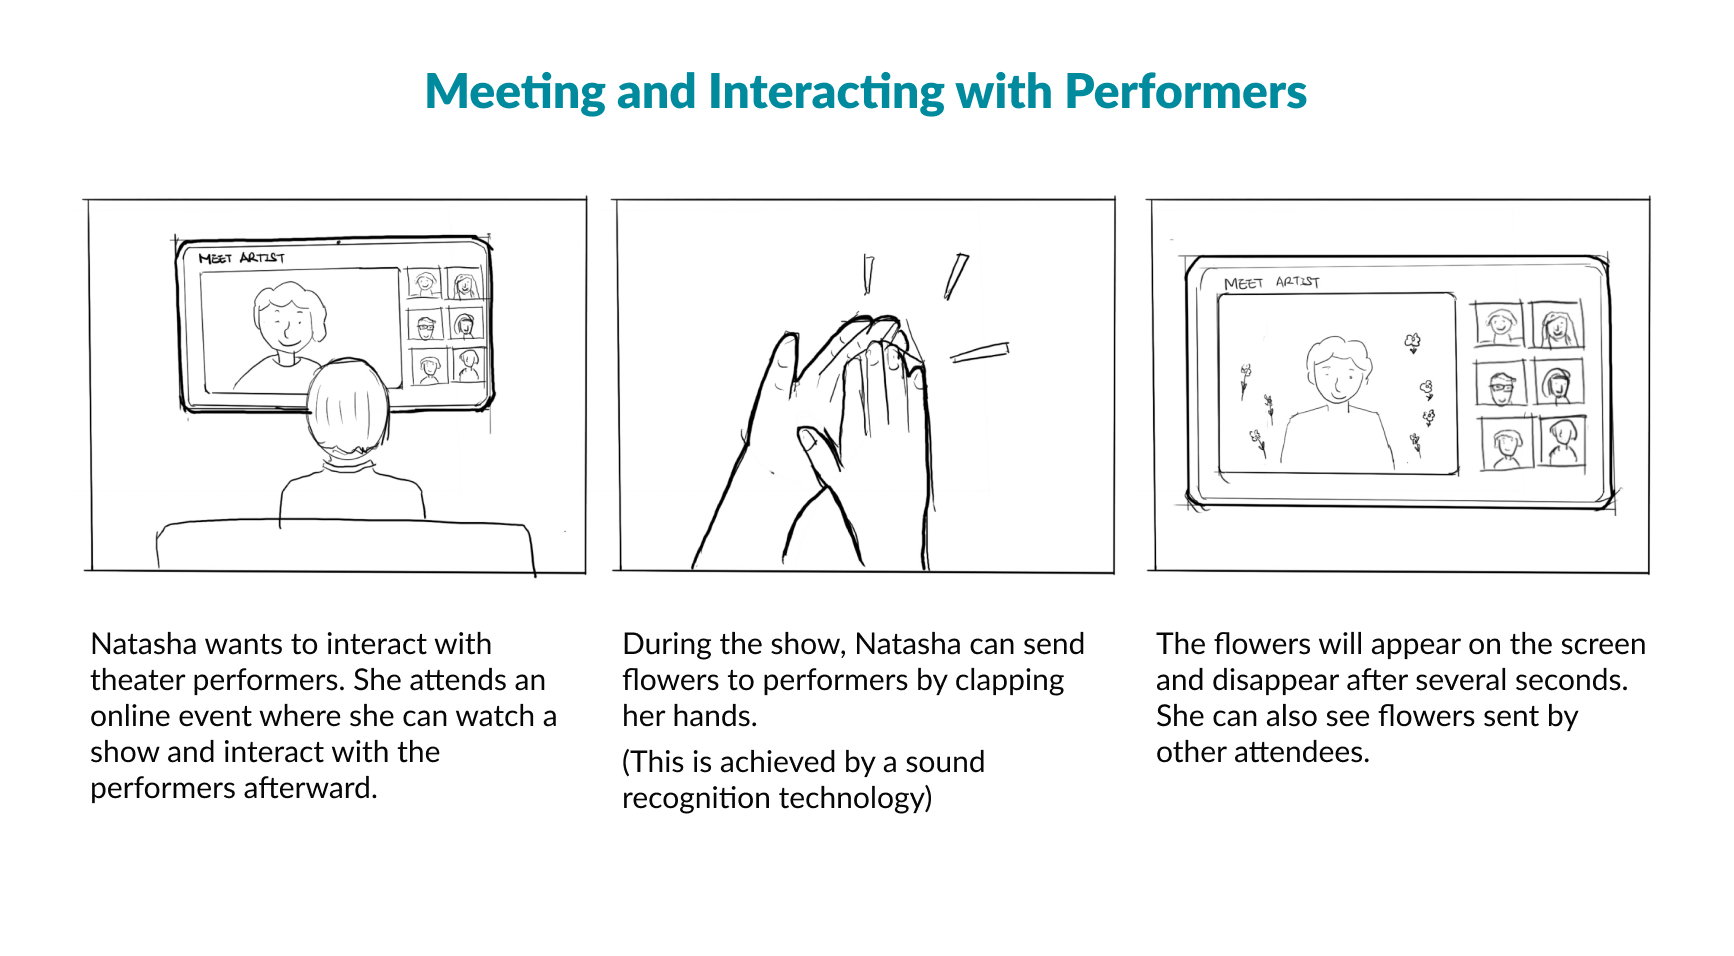 Meeting and Interacting with Performers
MEET ARTIST
MEET ARTIST
Natasha wants to interact with
theater performers. She attends an
online event where she can watch a
show and interact with the
performers afterward.
During the show, Natasha can send
flowers to performers by clapping
her hands.
(This is achieved by a sound
recognition technology)
The flowers will appear on the screen
and disappear after several seconds.
She can also see flowers sent by
other attendees.